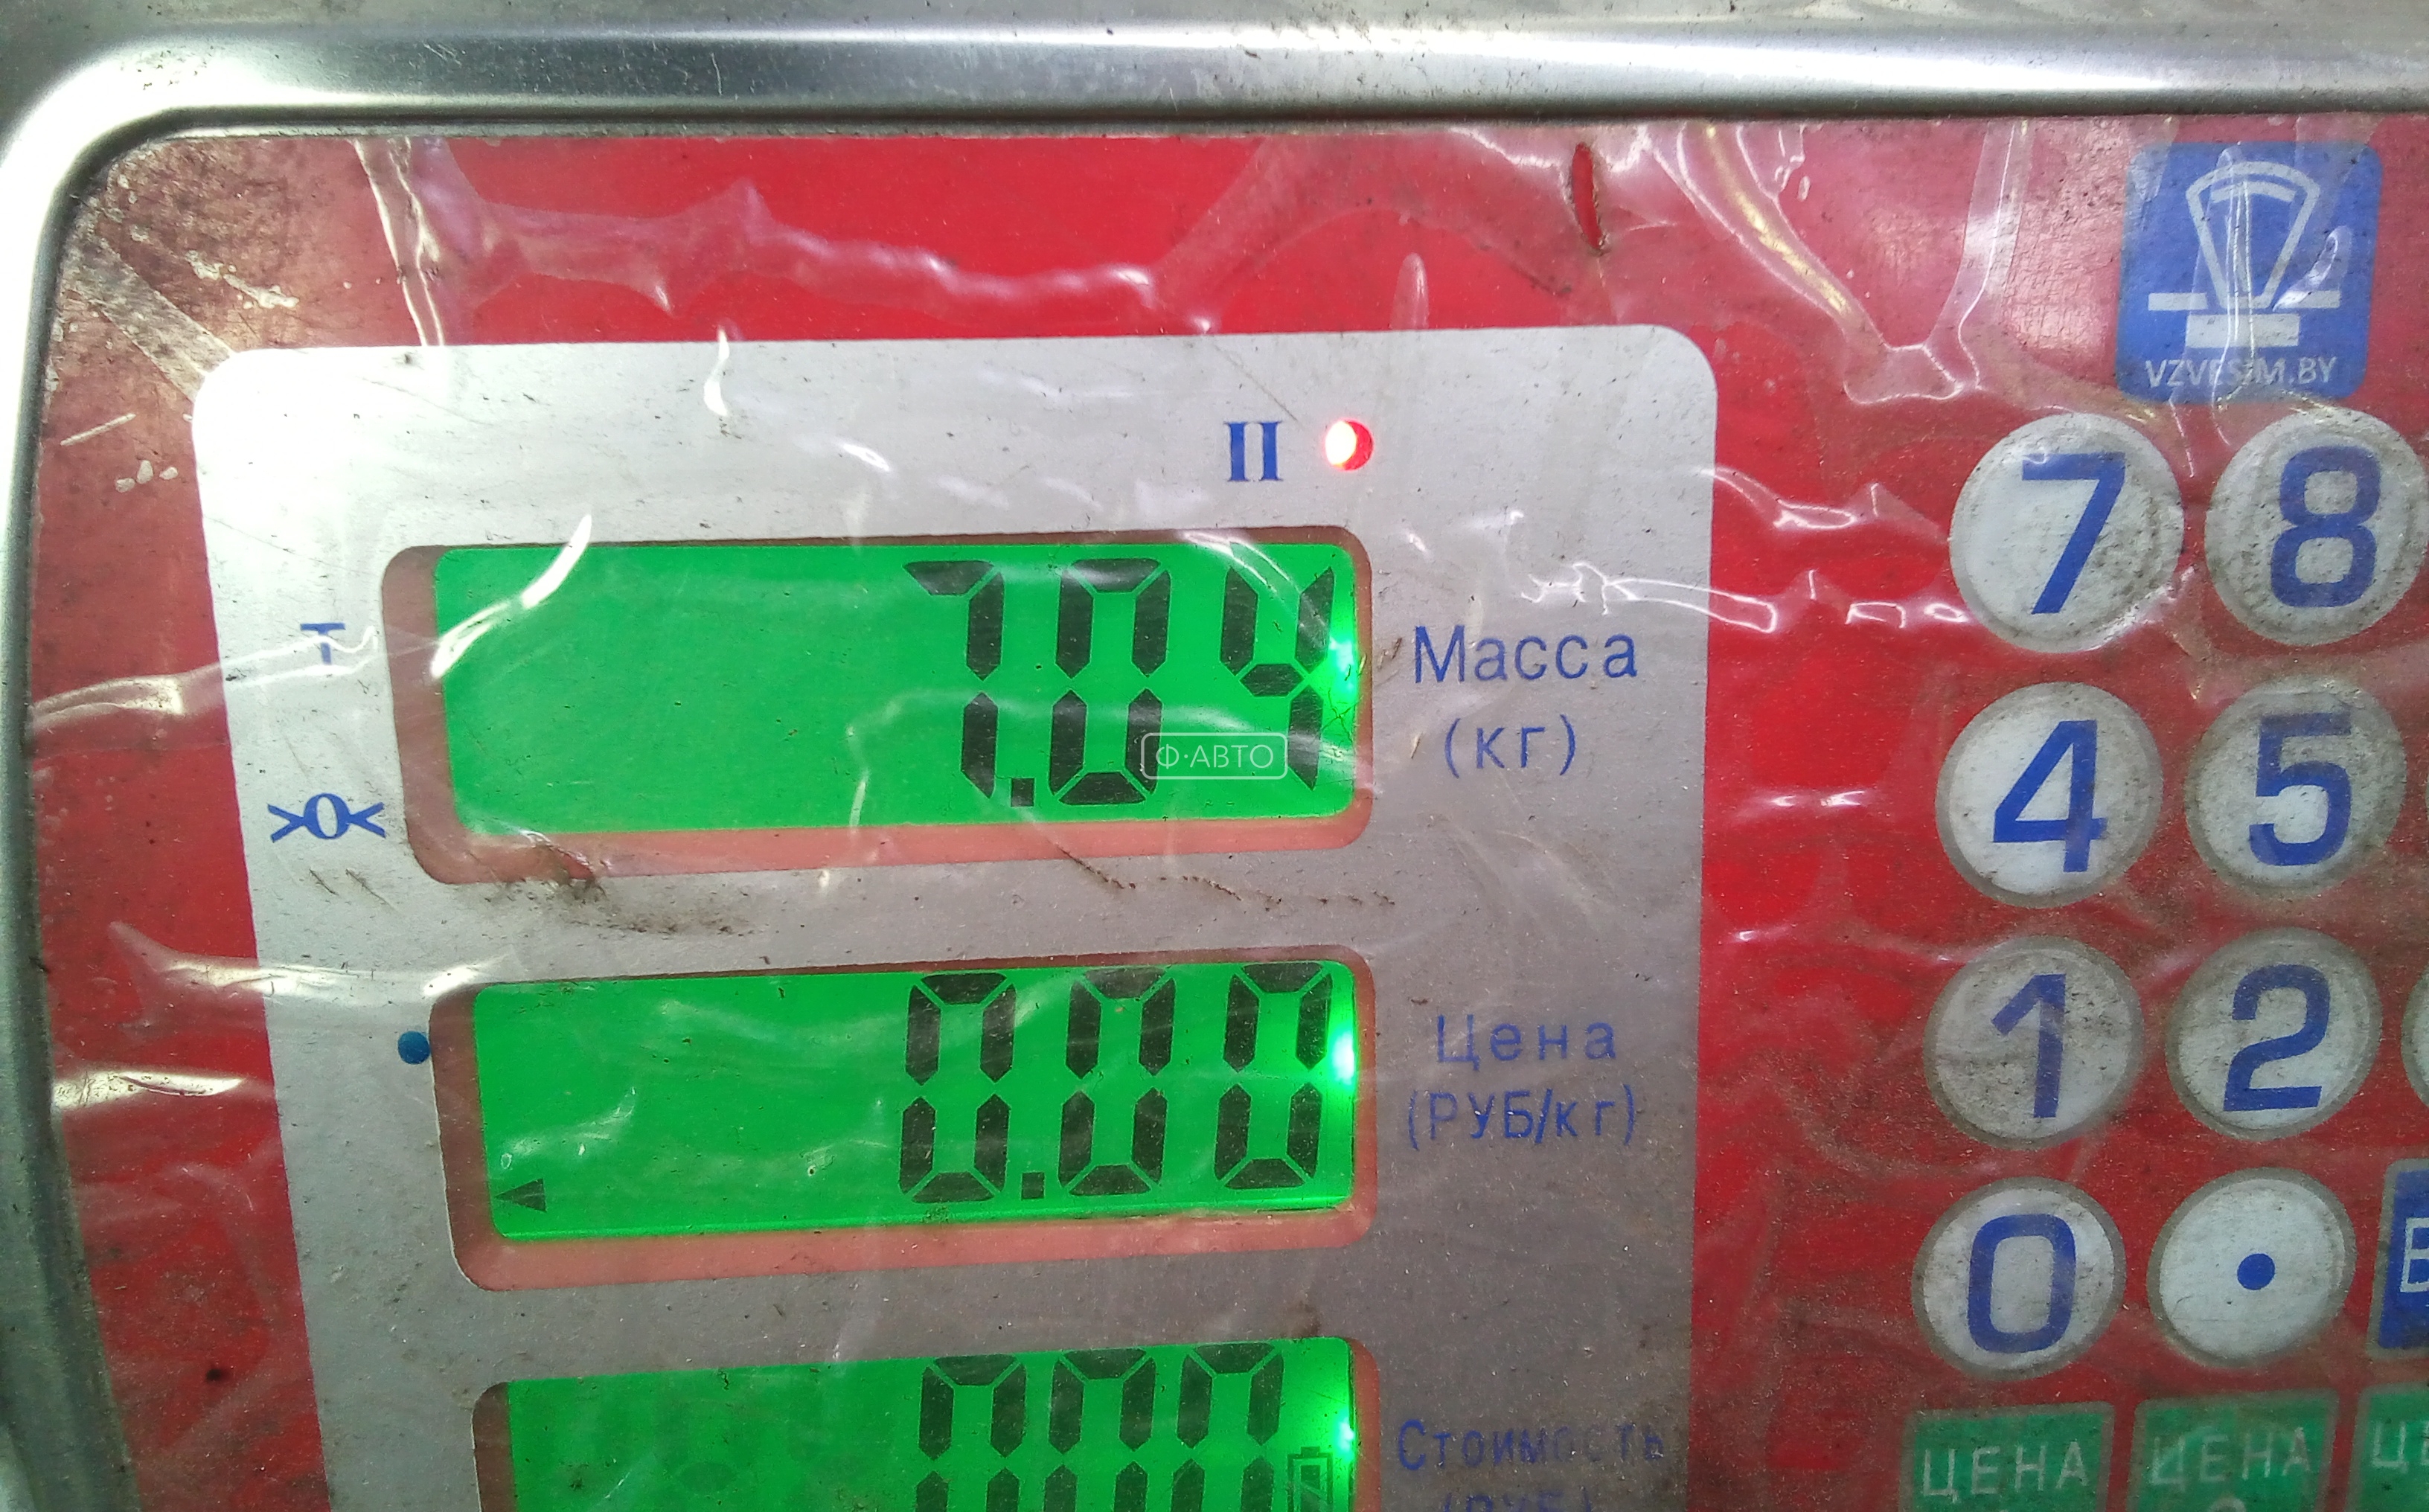 II
VZVESIM.BY
7 8
T
7.04
Масса
(кг)
Ф·АВТО
>0<
4 5
0.00
Цена
(РУБ/кг)
1 2
0 •
Стоимость
ЦЕНА ЦЕНА